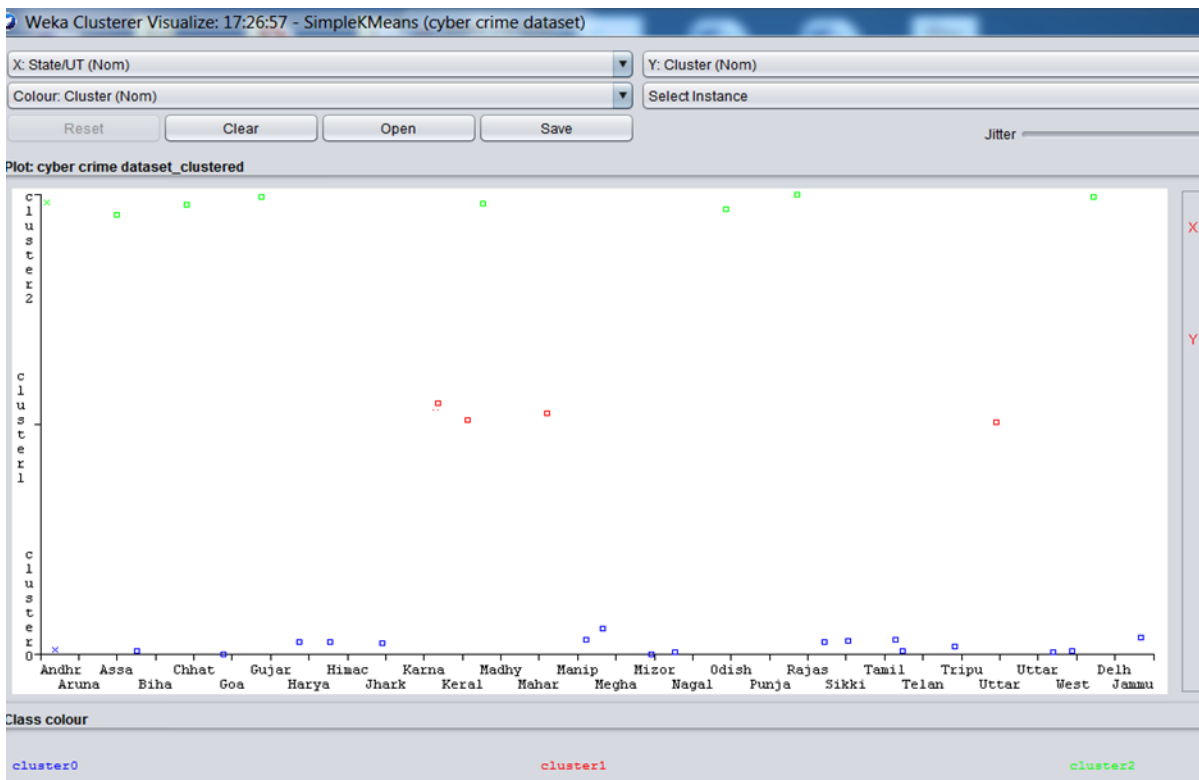 Weka Clusterer Visualize: 17:26:57 - SimpleKMeans (cyber crime dataset)
X: State/UT (Nom) Y: Cluster (Nom)
Colour: Cluster (Nom) Select Instance
Reset Clear Open Save Jitter
Plot: cyber crime dataset_clustered
cluster2
cluster1
cluster0
Andhr Assa Chhat Gujar Himac Karna Madhy Manip Mizor Odish Rajas Tamil Tripu Uttar Delh
Aruna Biha Goa Harya Jhark Keral Mahar Megha Nagal Punja Sikki Telan Uttar West Jammu
X
Y
Class colour
cluster0 cluster1 cluster2